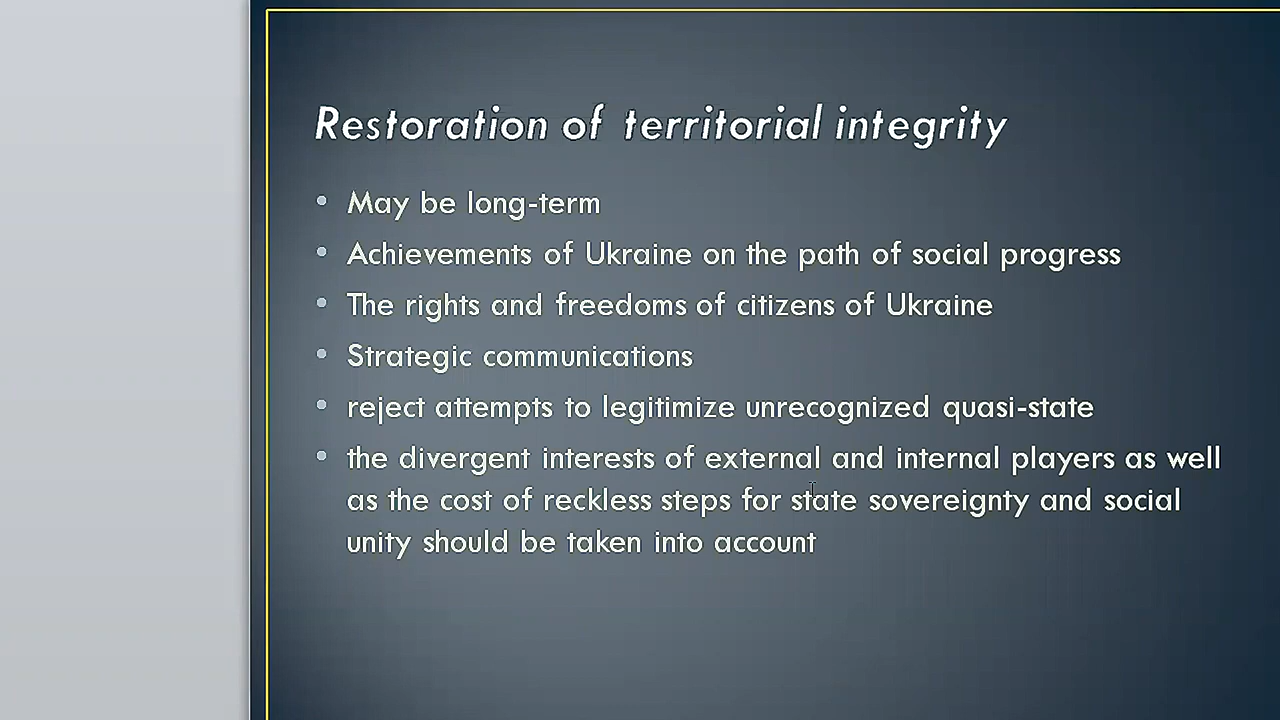 Restoration of territorial integrity
• May be long-term
• Achievements of Ukraine on the path of social progress
• The rights and freedoms of citizens of Ukraine
• Strategic communications
• reject attempts to legitimize unrecognized quasi-state
• the divergent interests of external and internal players as well
as the cost of reckless steps for state sovereignty and social
unity should be taken into account